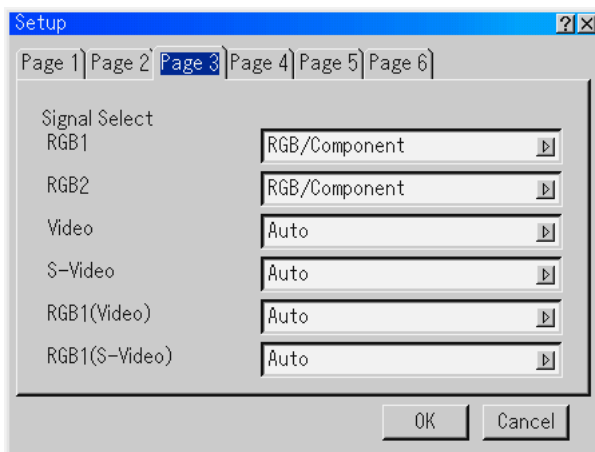 Setup
Page 1 Page 2 Page 3 Page 4 Page 5 Page 6
Signal Select
RGB1 RGB/Component
RGB2 RGB/Component
Video Auto
S-Video Auto
RGB1(Video) Auto
RGB1(S-Video) Auto
OK Cancel